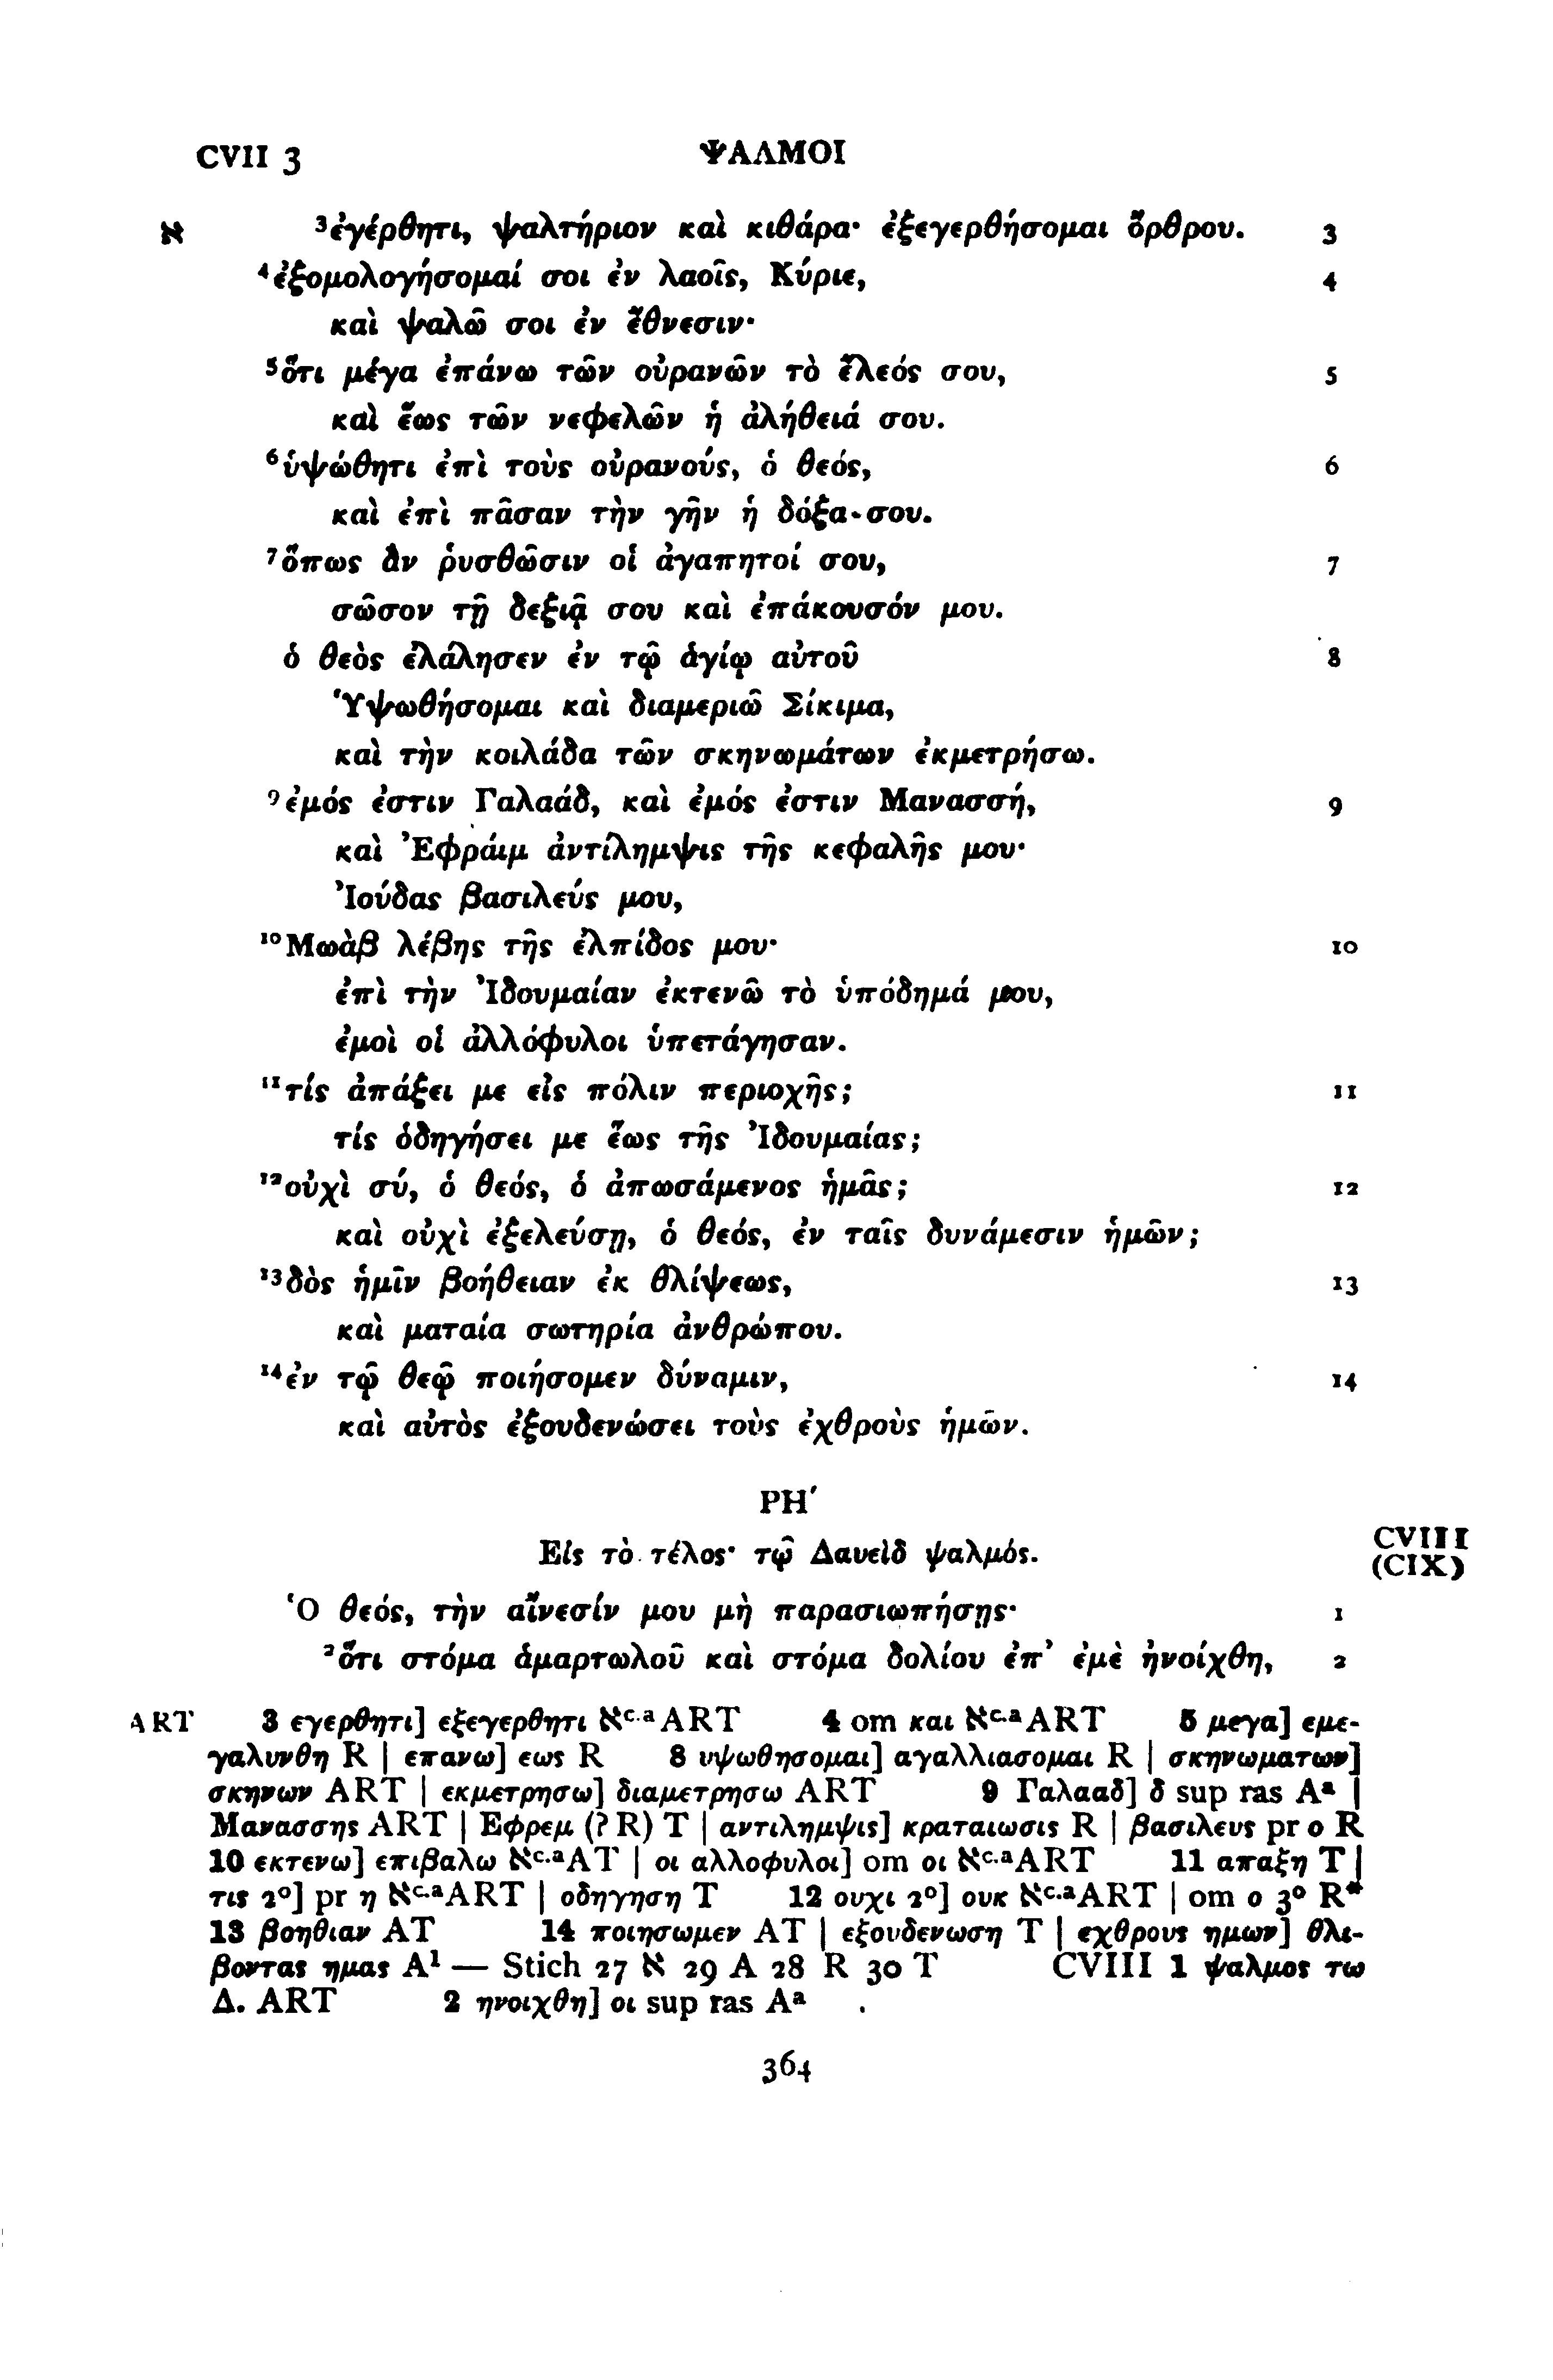 CVII 3 ΨΑΛΜΟΙ
א ³ἐγέρθητι, ψαλτήριον καὶ κιθάρα· ἐξεγερθήσομαι ὄρθρου. 3
⁴ἐξομολογήσομαί σοι ἐν λαοῖς, Κύριε, 4
καὶ ψαλῶ σοι ἐν ἔθνεσιν·
⁵ὅτι μέγα ἐπάνω τῶν οὐρανῶν τὸ ἔλεός σου, 5
καὶ ἕως τῶν νεφελῶν ἡ ἀλήθειά σου.
⁶ὑψώθητι ἐπὶ τοὺς οὐρανούς, ὁ θεός, 6
καὶ ἐπὶ πᾶσαν τὴν γῆν ἡ δόξα σου.
⁷ὅπως ἂν ῥυσθῶσιν οἱ ἀγαπητοί σου, 7
σῶσον τῇ δεξιᾷ σου καὶ ἐπάκουσόν μου.
ὁ θεὸς ἐλάλησεν ἐν τῷ ἁγίῳ αὐτοῦ 8
Ὑψωθήσομαι καὶ διαμεριῶ Σίκιμα,
καὶ τὴν κοιλάδα τῶν σκηνωμάτων ἐκμετρήσω.
⁹ἐμός ἐστιν Γαλαάδ, καὶ ἐμός ἐστιν Μανασσή, 9
καὶ Ἐφράιμ ἀντίλημψις τῆς κεφαλῆς μου·
Ἰούδας βασιλεύς μου,
¹⁰Μωὰβ λέβης τῆς ἐλπίδος μου· 10
ἐπὶ τὴν Ἰδουμαίαν ἐκτενῶ τὸ ὑπόδημά μου,
ἐμοὶ οἱ ἀλλόφυλοι ὑπετάγησαν.
¹¹τίς ἀπάξει με εἰς πόλιν περιοχῆς; 11
τίς ὁδηγήσει με ἕως τῆς Ἰδουμαίας;
¹²οὐχὶ σύ, ὁ θεός, ὁ ἀπωσάμενος ἡμᾶς; 12
καὶ οὐχὶ ἐξελεύσῃ, ὁ θεός, ἐν ταῖς δυνάμεσιν ἡμῶν;
¹³δὸς ἡμῖν βοήθειαν ἐκ θλίψεως, 13
καὶ ματαία σωτηρία ἀνθρώπου.
¹⁴ἐν τῷ θεῷ ποιήσομεν δύναμιν, 14
καὶ αὐτὸς ἐξουδενώσει τοὺς ἐχθροὺς ἡμῶν.
ΡΗ′
Εἰς τὸ τέλος· τῷ Δαυεὶδ ψαλμός. CVIII
(CIX)
Ὁ θεός, τὴν αἴνεσίν μου μὴ παρασιωπήσῃς· 1
²ὅτι στόμα ἁμαρτωλοῦ καὶ στόμα δολίου ἐπ’ ἐμὲ ἠνοίχθη, 2
ART 3 εγερθητι] εξεγερθητι א^c.a ART 4 om και א^c.a ART 5 μεγα] εμε-
γαλυνθη R | επανω] εως R 8 υψωθησομαι] αγαλλιασομαι R | σκηνωματων]
σκηνων ART | εκμετρησω] διαμετρησω ART 9 Γαλααδ] δ sup ras A^a |
Μανασσης ART | Εφρεμ (? R) T | αντιλημψις] κραταιωσις R | βασιλευς pr ο R
10 εκτενω] επιβαλω א^c.a AT | οι αλλοφυλοι] om οι א^c.a ART 11 απαξη T |
τις 2°] pr η א^c.a ART | οδηγηση T 12 ουχι 2°] ουκ א^c.a ART | om ο 3° R*
13 βοηθιαν AT 14 ποιησωμεν AT | εξουδενωση T | εχθρους ημων] θλι-
βοντας ημας A¹ — Stich 27 א 29 A 28 R 30 T CVIII 1 ψαλμος τω
Δ. ART 2 ηνοιχθη] οι sup ras A^a
364